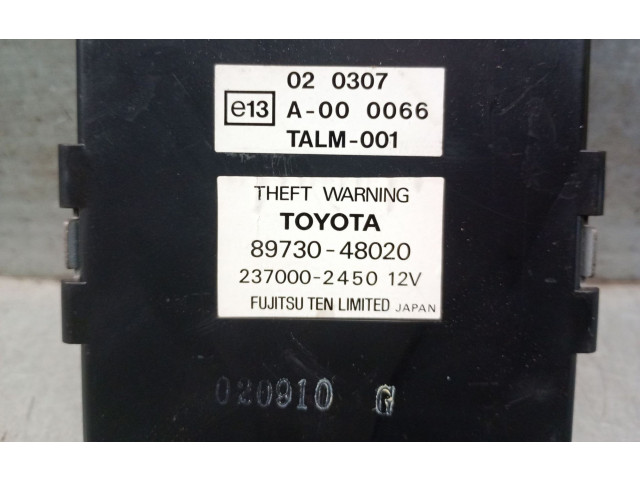 02 0307
e13 A-00 0066
TALM-001
THEFT WARNING
TOYOTA
89730-48020
237000-2450 12V
FUJITSU TEN LIMITED JAPAN
020910 G